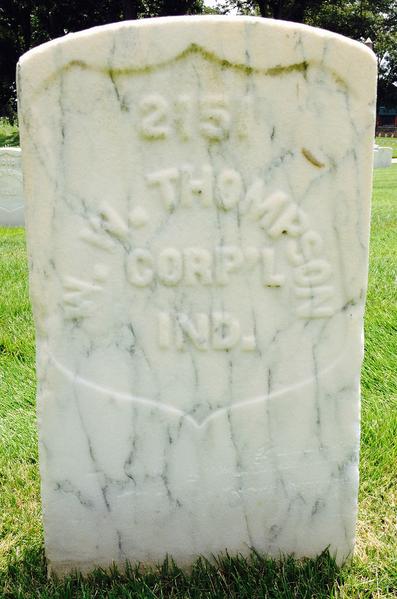 2151
W. W. THOMPSON
CORP'L
IND.